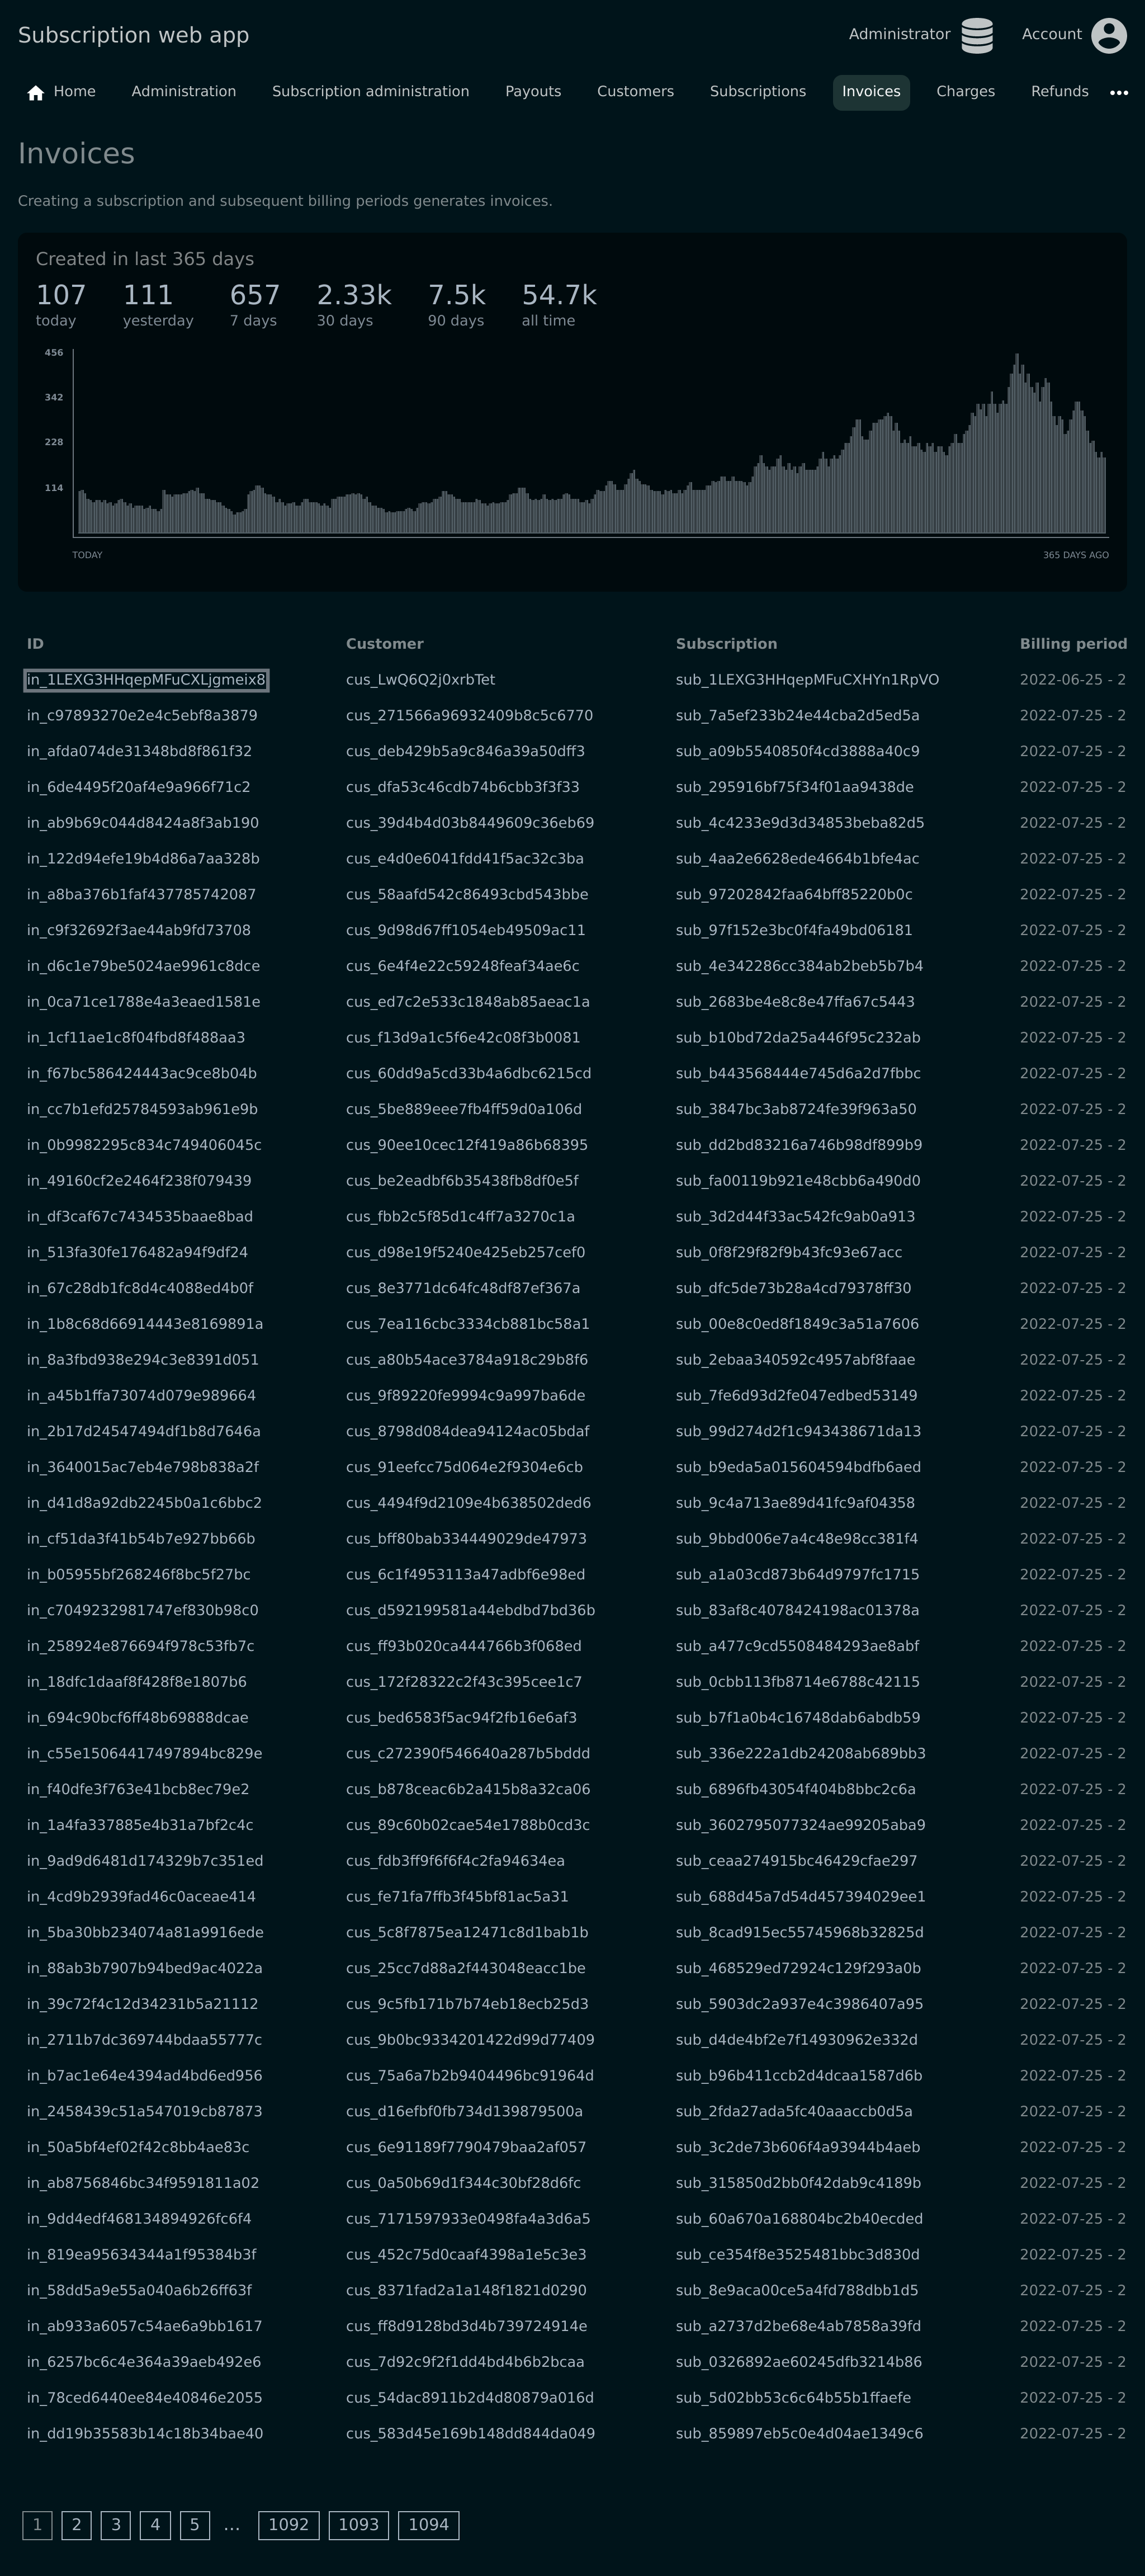 Subscription web app
Administrator
Account
Home Administration Subscription administration Payouts Customers Subscriptions Invoices Charges Refunds
Invoices
Creating a subscription and subsequent billing periods generates invoices.
Created in last 365 days
107 111 657 2.33k 7.5k 54.7k
today yesterday 7 days 30 days 90 days all time
456
342
228
114
TODAY 365 DAYS AGO
ID Customer Subscription Billing period
in_1LEXG3HHqepMFuCXLjgmeix8 cus_LwQ6Q2j0xrbTet sub_1LEXG3HHqepMFuCXHYn1RpVO 2022-06-25 - 2
in_c97893270e2e4c5ebf8a3879 cus_271566a96932409b8c5c6770 sub_7a5ef233b24e44cba2d5ed5a 2022-07-25 - 2
in_afda074de31348bd8f861f32 cus_deb429b5a9c846a39a50dff3 sub_a09b5540850f4cd3888a40c9 2022-07-25 - 2
in_6de4495f20af4e9a966f71c2 cus_dfa53c46cdb74b6cbb3f3f33 sub_295916bf75f34f01aa9438de 2022-07-25 - 2
in_ab9b69c044d8424a8f3ab190 cus_39d4b4d03b8449609c36eb69 sub_4c4233e9d3d34853beba82d5 2022-07-25 - 2
in_122d94efe19b4d86a7aa328b cus_e4d0e6041fdd41f5ac32c3ba sub_4aa2e6628ede4664b1bfe4ac 2022-07-25 - 2
in_a8ba376b1faf437785742087 cus_58aafd542c86493cbd543bbe sub_97202842faa64bff85220b0c 2022-07-25 - 2
in_c9f32692f3ae44ab9fd73708 cus_9d98d67ff1054eb49509ac11 sub_97f152e3bc0f4fa49bd06181 2022-07-25 - 2
in_d6c1e79be5024ae9961c8dce cus_6e4f4e22c59248feaf34ae6c sub_4e342286cc384ab2beb5b7b4 2022-07-25 - 2
in_0ca71ce1788e4a3eaed1581e cus_ed7c2e533c1848ab85aeac1a sub_2683be4e8c8e47ffa67c5443 2022-07-25 - 2
in_1cf11ae1c8f04fbd8f488aa3 cus_f13d9a1c5f6e42c08f3b0081 sub_b10bd72da25a446f95c232ab 2022-07-25 - 2
in_f67bc586424443ac9ce8b04b cus_60dd9a5cd33b4a6dbc6215cd sub_b443568444e745d6a2d7fbbc 2022-07-25 - 2
in_cc7b1efd25784593ab961e9b cus_5be889eee7fb4ff59d0a106d sub_3847bc3ab8724fe39f963a50 2022-07-25 - 2
in_0b9982295c834c749406045c cus_90ee10cec12f419a86b68395 sub_dd2bd83216a746b98df899b9 2022-07-25 - 2
in_49160cf2e2464f238f079439 cus_be2eadbf6b35438fb8df0e5f sub_fa00119b921e48cbb6a490d0 2022-07-25 - 2
in_df3caf67c7434535baae8bad cus_fbb2c5f85d1c4ff7a3270c1a sub_3d2d44f33ac542fc9ab0a913 2022-07-25 - 2
in_513fa30fe176482a94f9df24 cus_d98e19f5240e425eb257cef0 sub_0f8f29f82f9b43fc93e67acc 2022-07-25 - 2
in_67c28db1fc8d4c4088ed4b0f cus_8e3771dc64fc48df87ef367a sub_dfc5de73b28a4cd79378ff30 2022-07-25 - 2
in_1b8c68d66914443e8169891a cus_7ea116cbc3334cb881bc58a1 sub_00e8c0ed8f1849c3a51a7606 2022-07-25 - 2
in_8a3fbd938e294c3e8391d051 cus_a80b54ace3784a918c29b8f6 sub_2ebaa340592c4957abf8faae 2022-07-25 - 2
in_a45b1ffa73074d079e989664 cus_9f89220fe9994c9a997ba6de sub_7fe6d93d2fe047edbed53149 2022-07-25 - 2
in_2b17d24547494df1b8d7646a cus_8798d084dea94124ac05bdaf sub_99d274d2f1c943438671da13 2022-07-25 - 2
in_3640015ac7eb4e798b838a2f cus_91eefcc75d064e2f9304e6cb sub_b9eda5a015604594bdfb6aed 2022-07-25 - 2
in_d41d8a92db2245b0a1c6bbc2 cus_4494f9d2109e4b638502ded6 sub_9c4a713ae89d41fc9af04358 2022-07-25 - 2
in_cf51da3f41b54b7e927bb66b cus_bff80bab334449029de47973 sub_9bbd006e7a4c48e98cc381f4 2022-07-25 - 2
in_b05955bf268246f8bc5f27bc cus_6c1f4953113a47adbf6e98ed sub_a1a03cd873b64d9797fc1715 2022-07-25 - 2
in_c7049232981747ef830b98c0 cus_d592199581a44ebdbd7bd36b sub_83af8c4078424198ac01378a 2022-07-25 - 2
in_258924e876694f978c53fb7c cus_ff93b020ca444766b3f068ed sub_a477c9cd5508484293ae8abf 2022-07-25 - 2
in_18dfc1daaf8f428f8e1807b6 cus_172f28322c2f43c395cee1c7 sub_0cbb113fb8714e6788c42115 2022-07-25 - 2
in_694c90bcf6ff48b69888dcae cus_bed6583f5ac94f2fb16e6af3 sub_b7f1a0b4c16748dab6abdb59 2022-07-25 - 2
in_c55e15064417497894bc829e cus_c272390f546640a287b5bddd sub_336e222a1db24208ab689bb3 2022-07-25 - 2
in_f40dfe3f763e41bcb8ec79e2 cus_b878ceac6b2a415b8a32ca06 sub_6896fb43054f404b8bbc2c6a 2022-07-25 - 2
in_1a4fa337885e4b31a7bf2c4c cus_89c60b02cae54e1788b0cd3c sub_3602795077324ae99205aba9 2022-07-25 - 2
in_9ad9d6481d174329b7c351ed cus_fdb3ff9f6f6f4c2fa94634ea sub_ceaa274915bc46429cfae297 2022-07-25 - 2
in_4cd9b2939fad46c0aceae414 cus_fe71fa7ffb3f45bf81ac5a31 sub_688d45a7d54d457394029ee1 2022-07-25 - 2
in_5ba30bb234074a81a9916ede cus_5c8f7875ea12471c8d1bab1b sub_8cad915ec55745968b32825d 2022-07-25 - 2
in_88ab3b7907b94bed9ac4022a cus_25cc7d88a2f443048eacc1be sub_468529ed72924c129f293a0b 2022-07-25 - 2
in_39c72f4c12d34231b5a21112 cus_9c5fb171b7b74eb18ecb25d3 sub_5903dc2a937e4c3986407a95 2022-07-25 - 2
in_2711b7dc369744bdaa55777c cus_9b0bc9334201422d99d77409 sub_d4de4bf2e7f14930962e332d 2022-07-25 - 2
in_b7ac1e64e4394ad4bd6ed956 cus_75a6a7b2b9404496bc91964d sub_b96b411ccb2d4dcaa1587d6b 2022-07-25 - 2
in_2458439c51a547019cb87873 cus_d16efbf0fb734d139879500a sub_2fda27ada5fc40aaaccb0d5a 2022-07-25 - 2
in_50a5bf4ef02f42c8bb4ae83c cus_6e91189f7790479baa2af057 sub_3c2de73b606f4a93944b4aeb 2022-07-25 - 2
in_ab8756846bc34f9591811a02 cus_0a50b69d1f344c30bf28d6fc sub_315850d2bb0f42dab9c4189b 2022-07-25 - 2
in_9dd4edf468134894926fc6f4 cus_7171597933e0498fa4a3d6a5 sub_60a670a168804bc2b40ecded 2022-07-25 - 2
in_819ea95634344a1f95384b3f cus_452c75d0caaf4398a1e5c3e3 sub_ce354f8e3525481bbc3d830d 2022-07-25 - 2
in_58dd5a9e55a040a6b26ff63f cus_8371fad2a1a148f1821d0290 sub_8e9aca00ce5a4fd788dbb1d5 2022-07-25 - 2
in_ab933a6057c54ae6a9bb1617 cus_ff8d9128bd3d4b739724914e sub_a2737d2be68e4ab7858a39fd 2022-07-25 - 2
in_6257bc6c4e364a39aeb492e6 cus_7d92c9f2f1dd4bd4b6b2bcaa sub_0326892ae60245dfb3214b86 2022-07-25 - 2
in_78ced6440ee84e40846e2055 cus_54dac8911b2d4d80879a016d sub_5d02bb53c6c64b55b1ffaefe 2022-07-25 - 2
in_dd19b35583b14c18b34bae40 cus_583d45e169b148dd844da049 sub_859897eb5c0e4d04ae1349c6 2022-07-25 - 2
1 2 3 4 5 ... 1092 1093 1094